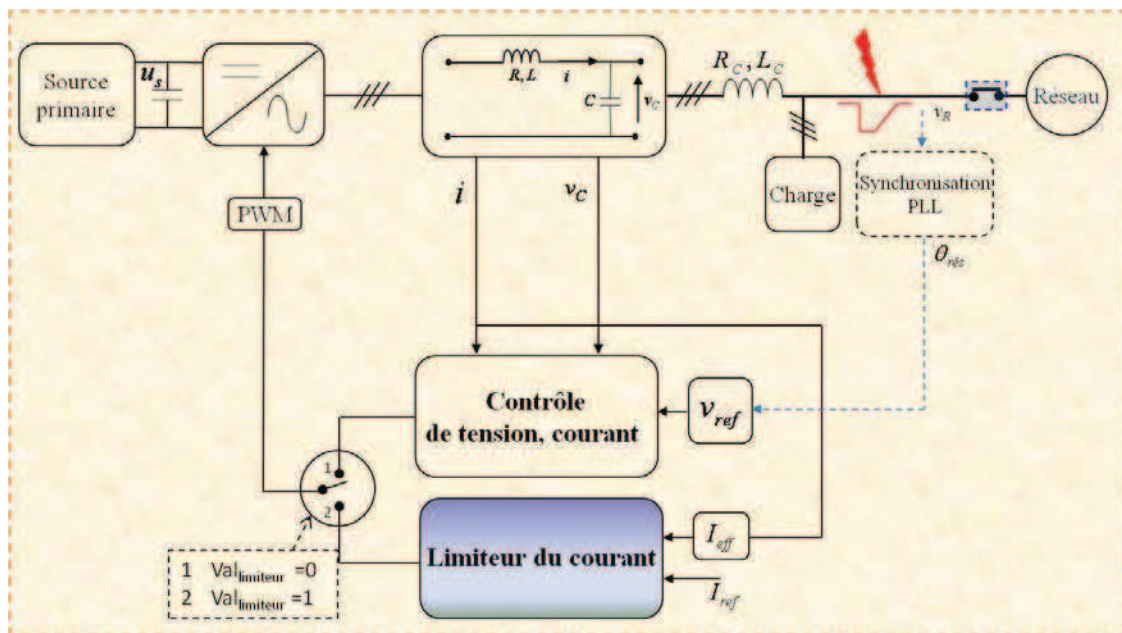 Source
primaire
u_s
R, L
i
C
v_C
R_C, L_C
v_R
Réseau
Charge
Synchronisation
PLL
θ_rés
PWM
i
v_C
Contrôle
de tension, courant
v_ref
1
2
Limiteur du courant
I_eff
I_ref
1 Val_limiteur =0
2 Val_limiteur =1